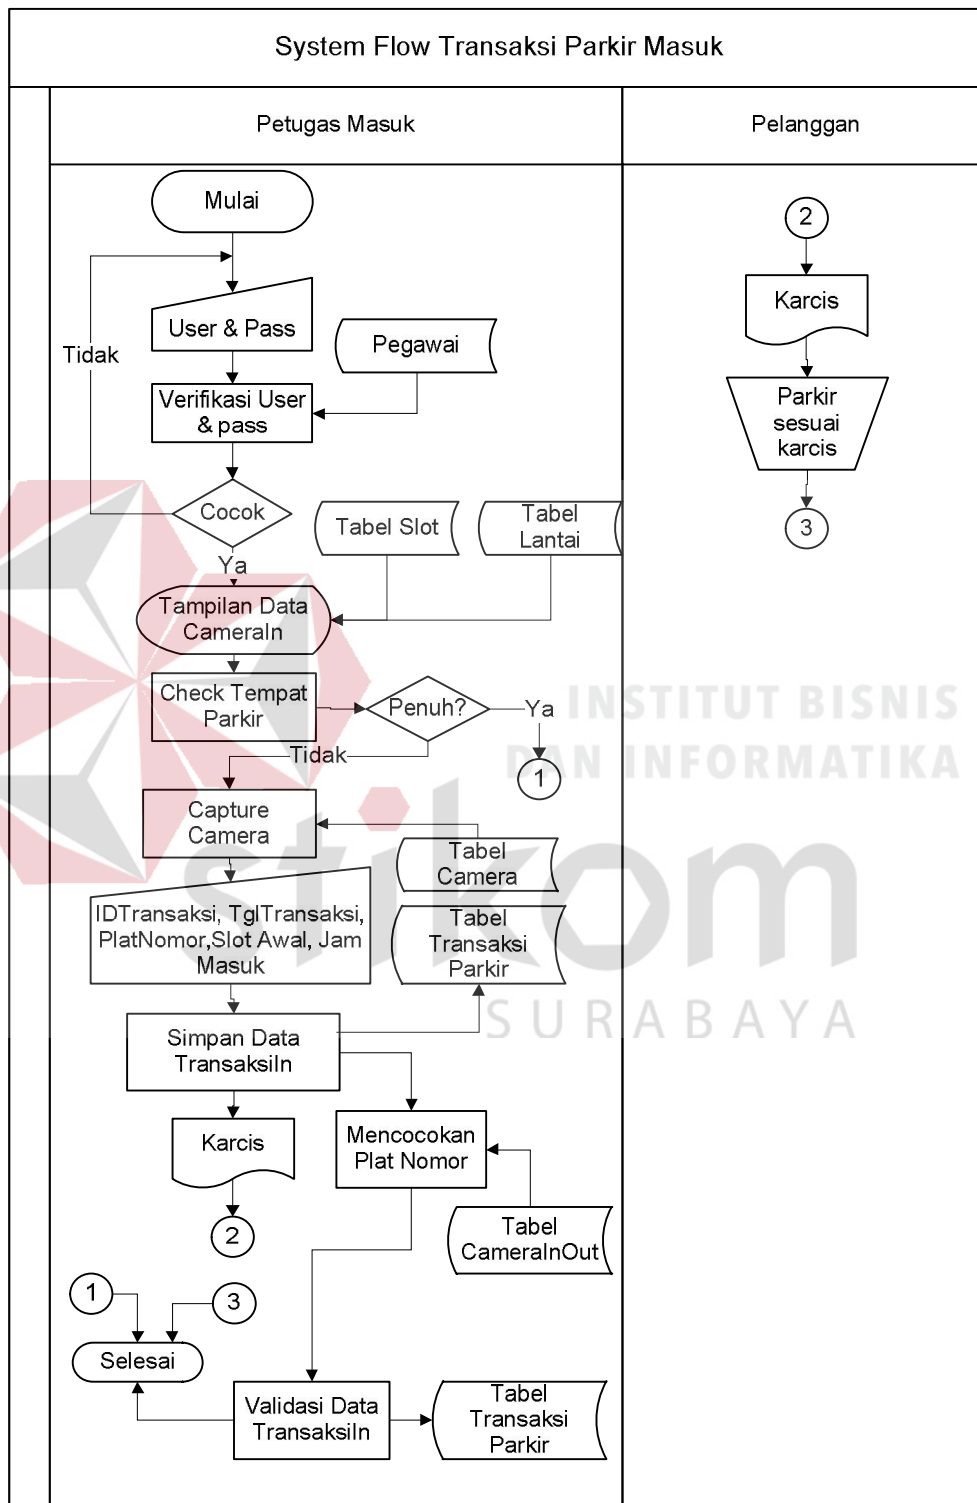 System Flow Transaksi Parkir Masuk
Petugas Masuk
Pelanggan
Mulai
User & Pass
Tidak
Pegawai
Verifikasi User
& pass
Cocok
Ya
Tabel Slot
Tabel
Lantai
Tampilan Data
CameraIn
Check Tempat
Parkir
Penuh?
Ya
1
Tidak
Capture
Camera
Tabel
Camera
IDTransaksi, TglTransaksi,
PlatNomor,Slot Awal, Jam
Masuk
Tabel
Transaksi
Parkir
Simpan Data
TransaksiIn
Karcis
2
Mencocokan
Plat Nomor
Tabel
CameraInOut
1
3
Selesai
Validasi Data
TransaksiIn
Tabel
Transaksi
Parkir
2
Karcis
Parkir
sesuai
karcis
3
INSTITUT BISNIS
DAN INFORMATIKA
stikom
SURABAYA